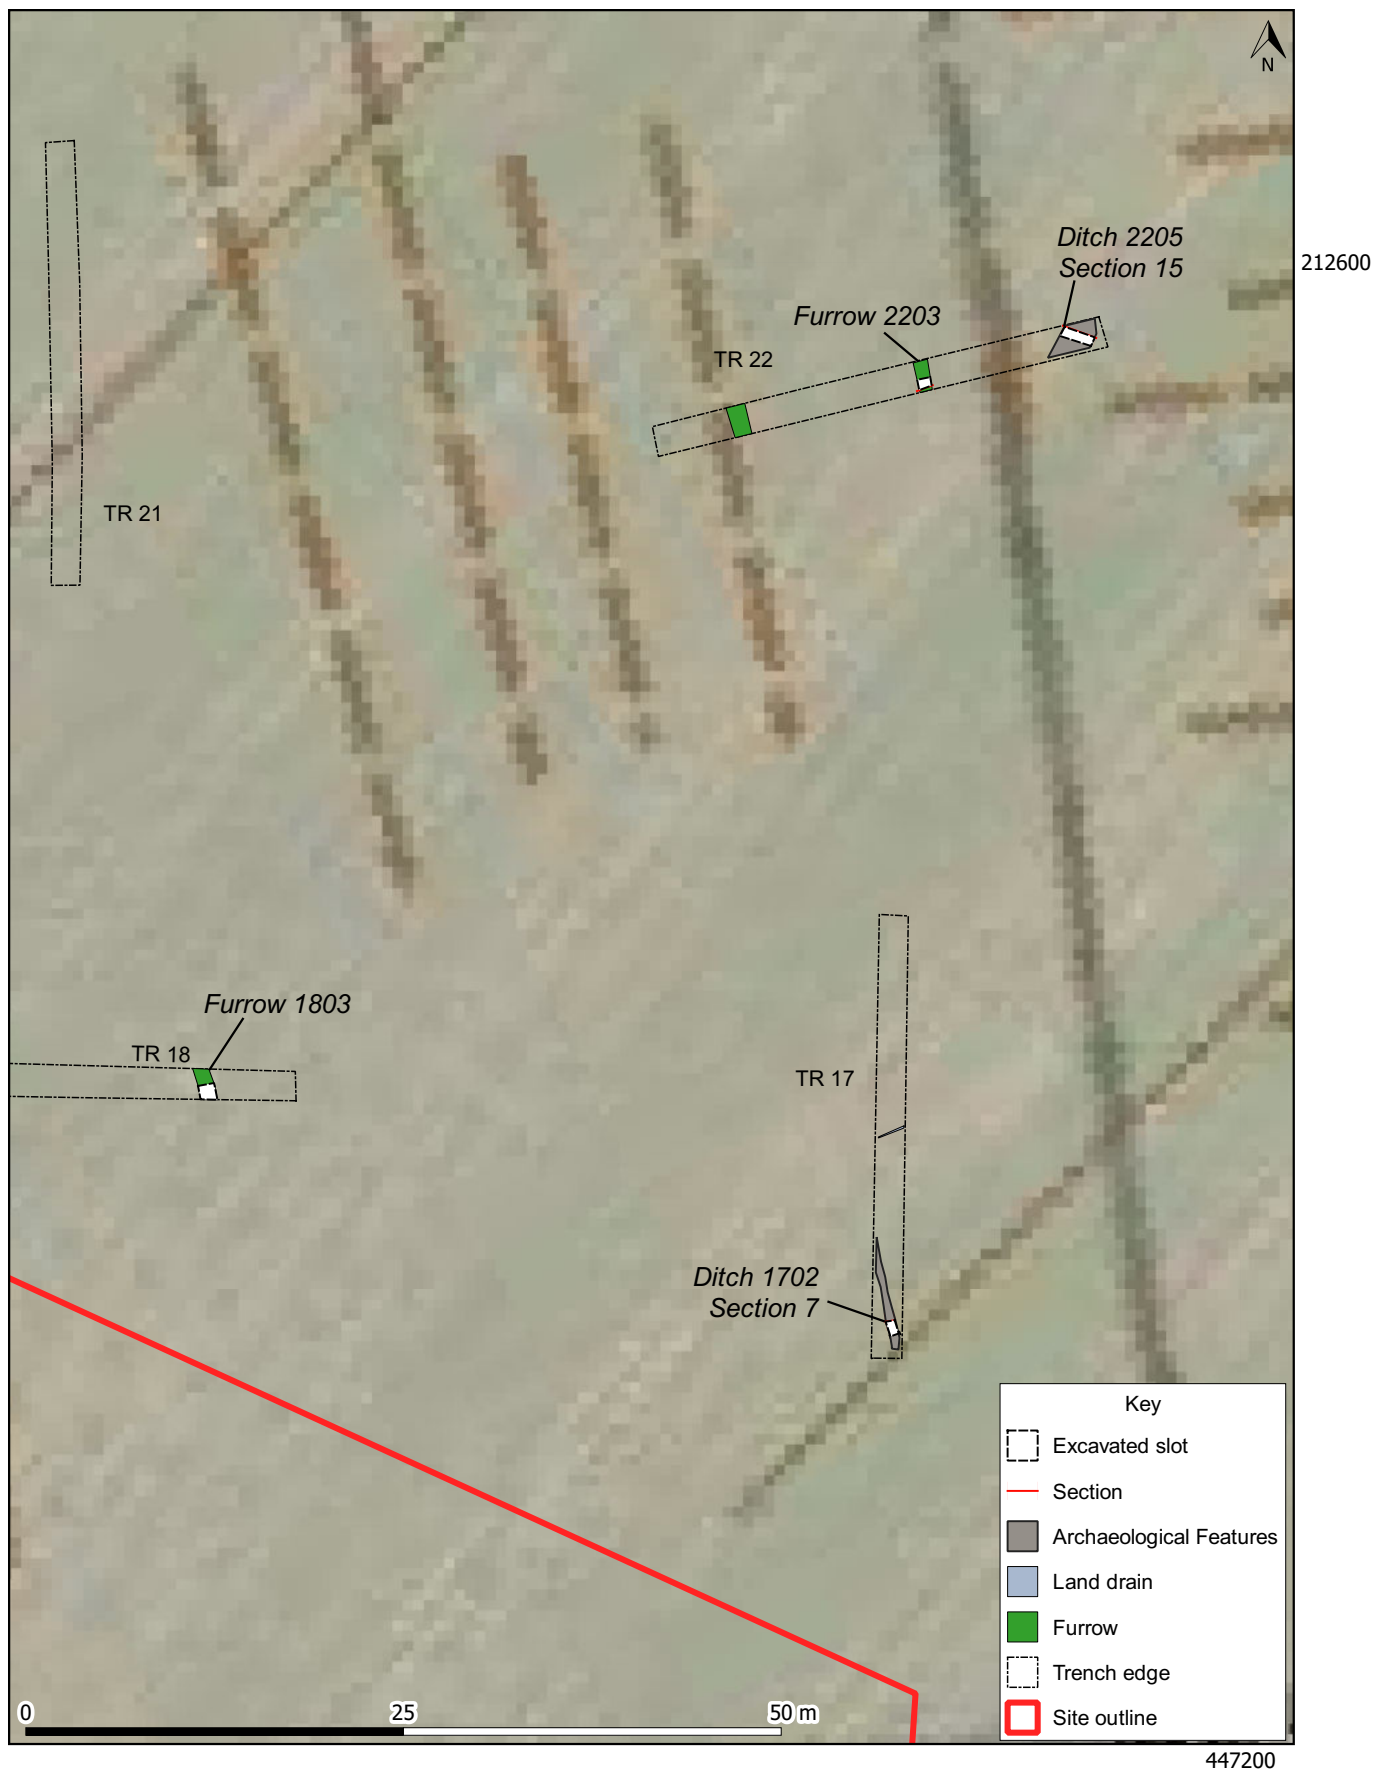 N
Ditch 2205
Section 15
212600
Furrow 2203
TR 22
TR 21
Furrow 1803
TR 18
TR 17
Ditch 1702
Section 7
Key
Excavated slot
Section
Archaeological Features
Land drain
Furrow
Trench edge
Site outline
0 25 50 m
447200